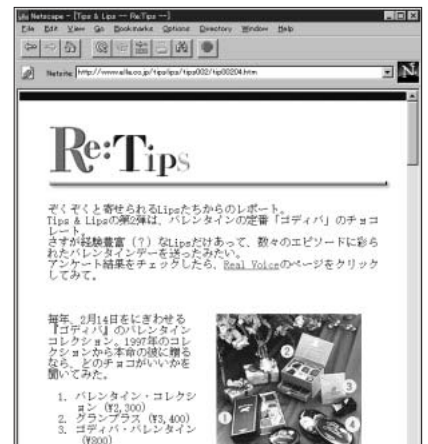 Netscape - [Tips & Lips --- Re:Tips --]
File Edit View Go Bookmarks Options Directory Window Help
Netsite: http://www.elle.co.jp/tipslips/tips002/tip00204.htm
N
Re:Tips
ぞくぞくと寄せられるLipsたちからのレポート。
Tips & Lipsの第2弾は、バレンタインの定番「ゴディバ」のチョコ
レート。
さすが経験豊富（？）なLipsだけあって、数々のエピソードに彩ら
れたバレンタインデーを送ったみたい。
アンケート結果をチェックしたら、Real Voiceのページをクリック
してみて。
毎年、2月14日をにぎわせる
『ゴディバ』のバレンタイン
コレクション。1997年のコレ
クションから本命の彼に贈る
なら、どのチョコがいいかを
聞いてみた。
1. バレンタイン・コレクシ
ョン (¥2,300)
2. グランプラス (¥3,400)
3. ゴディバ・バレンタイン
(¥800)
1
2
3
4